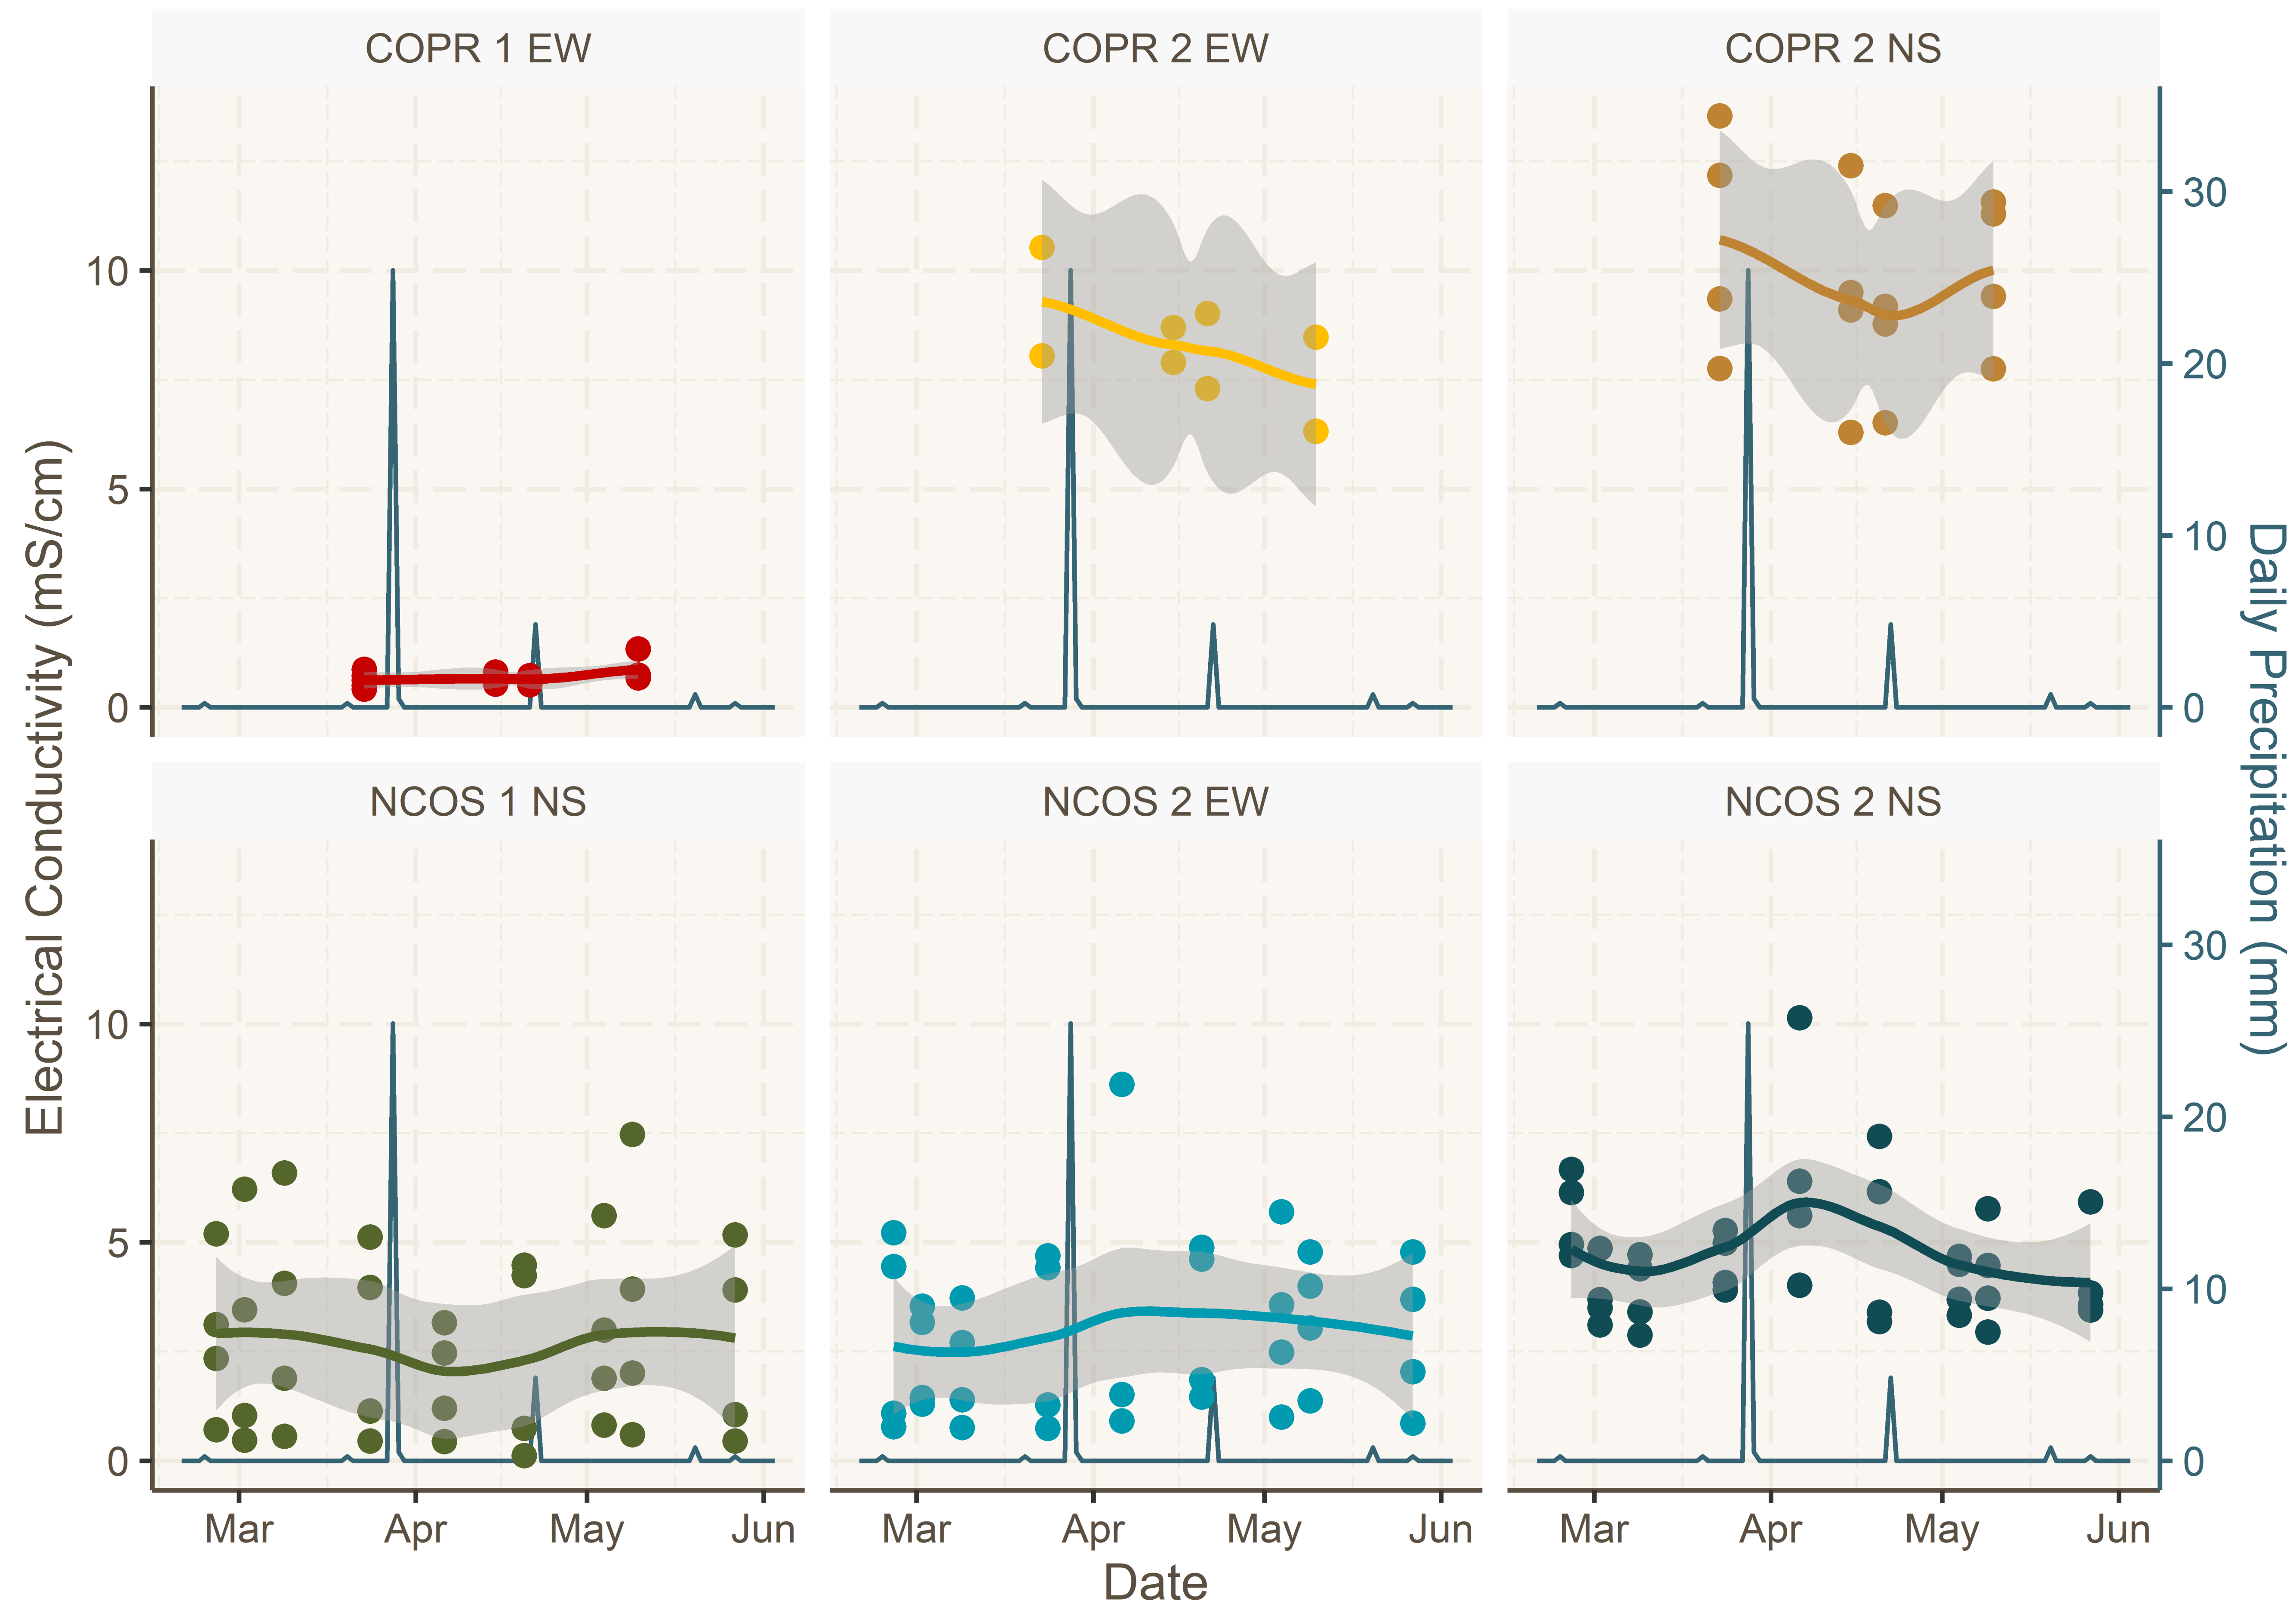 COPR 1 EW
COPR 2 EW
COPR 2 NS
Electrical Conductivity (mS/cm)
10
5
0
30
20
10
0
Daily Precipitation (mm)
NCOS 1 NS
NCOS 2 EW
NCOS 2 NS
10
5
0
30
20
10
0
Mar Apr May Jun
Mar Apr May Jun
Mar Apr May Jun
Date